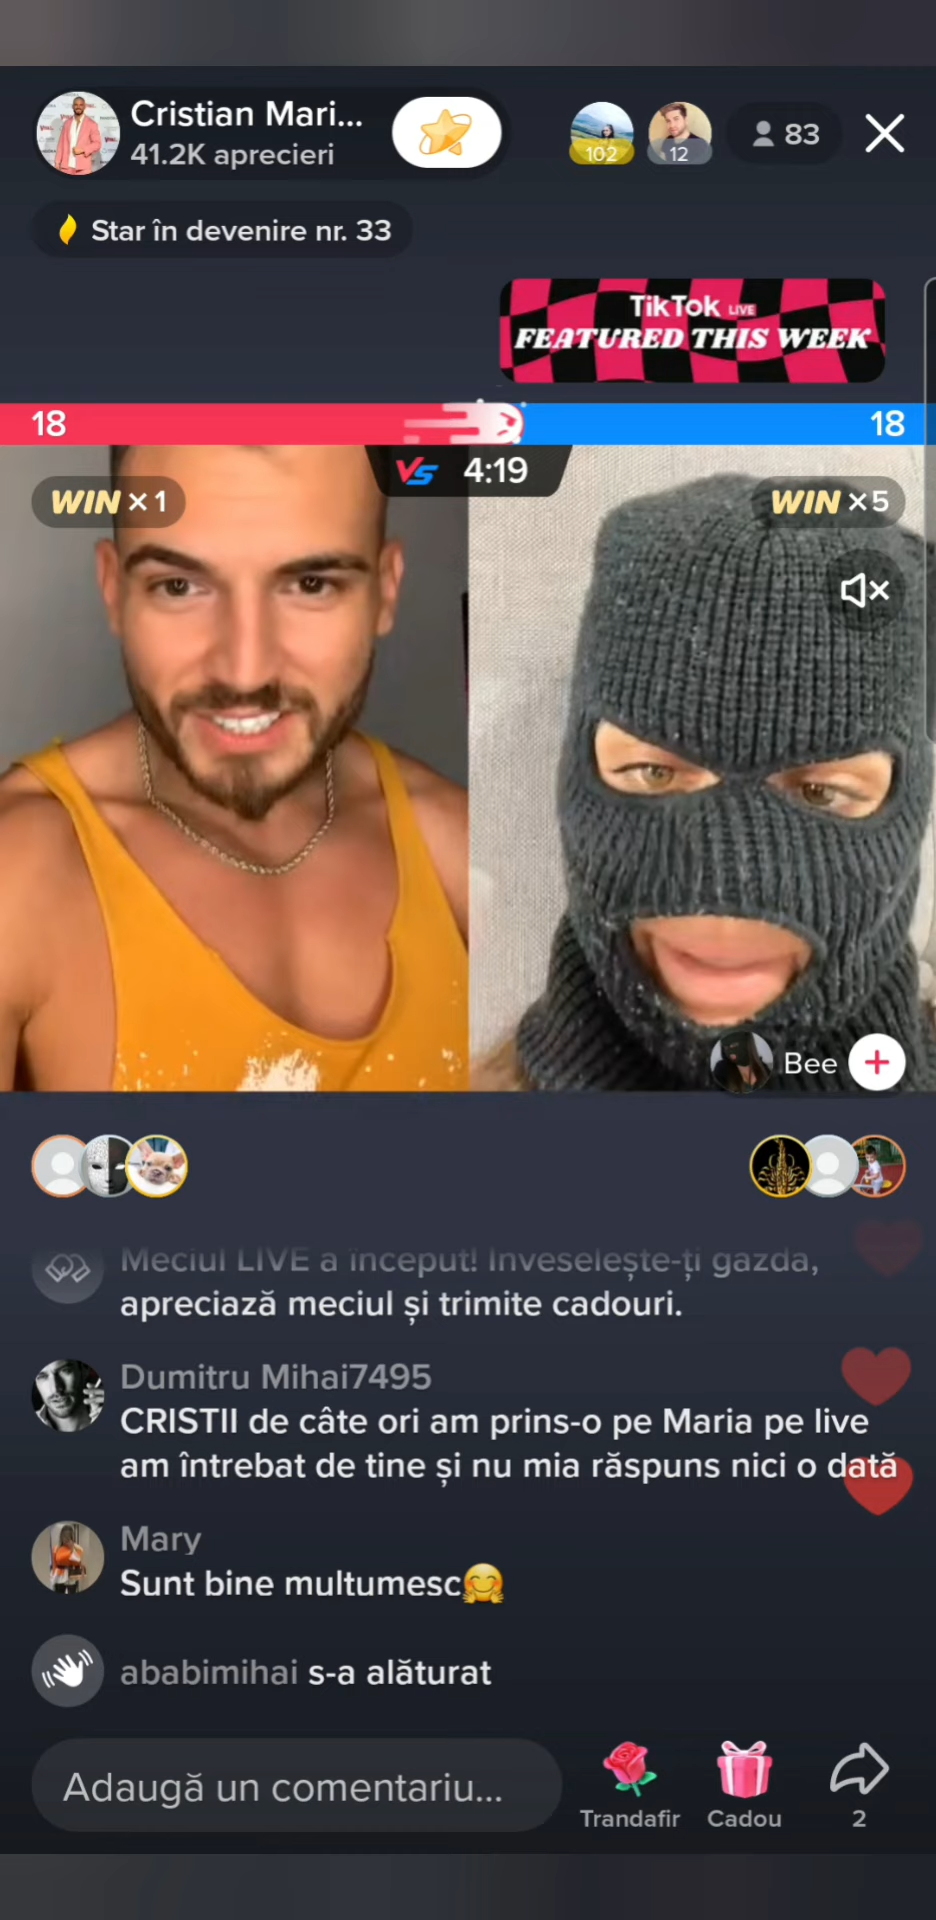 Cristian Mari...
41.2K aprecieri
102
12
83
Star în devenire nr. 33
TikTok LIVE
FEATURED THIS WEEK
18
18
VS 4:19
WIN ×1
WIN ×5
Bee
Meciul LIVE a început! Înveselește-ți gazda,
apreciază meciul și trimite cadouri.
Dumitru Mihai7495
CRISTII de câte ori am prins-o pe Maria pe live
am întrebat de tine și nu mia răspuns nici o dată
Mary
Sunt bine multumesc🤗
ababimihai s-a alăturat
Adaugă un comentariu...
Trandafir
Cadou
2